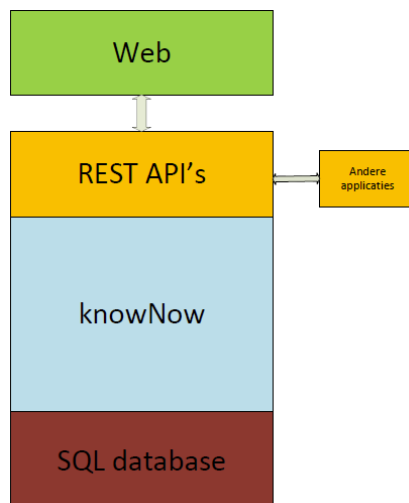 Web
REST API's
Andere
applicaties
knowNow
SQL database